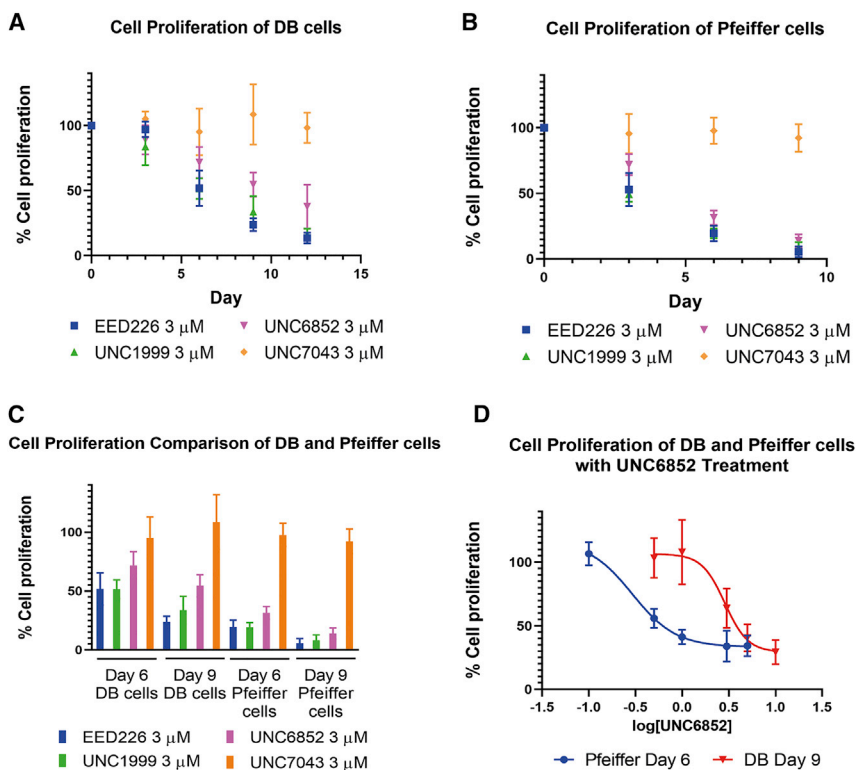 A
Cell Proliferation of DB cells
% Cell proliferation
100
50
0
0
5
10
15
Day
EED226 3 μM
UNC6852 3 μM
UNC1999 3 μM
UNC7043 3 μM
B
Cell Proliferation of Pfeiffer cells
% Cell proliferation
100
50
0
0
5
10
Day
EED226 3 μM
UNC6852 3 μM
UNC1999 3 μM
UNC7043 3 μM
C
Cell Proliferation Comparison of DB and Pfeiffer cells
% Cell proliferation
100
50
0
Day 6
DB cells
Day 9
DB cells
Day 6
Pfeiffer
cells
Day 9
Pfeiffer
cells
EED226 3 μM
UNC6852 3 μM
UNC1999 3 μM
UNC7043 3 μM
D
Cell Proliferation of DB and Pfeiffer cells
with UNC6852 Treatment
% Cell proliferation
100
50
0
-1.5
-1.0
-0.5
0.0
0.5
1.0
1.5
log[UNC6852]
Pfeiffer Day 6
DB Day 9